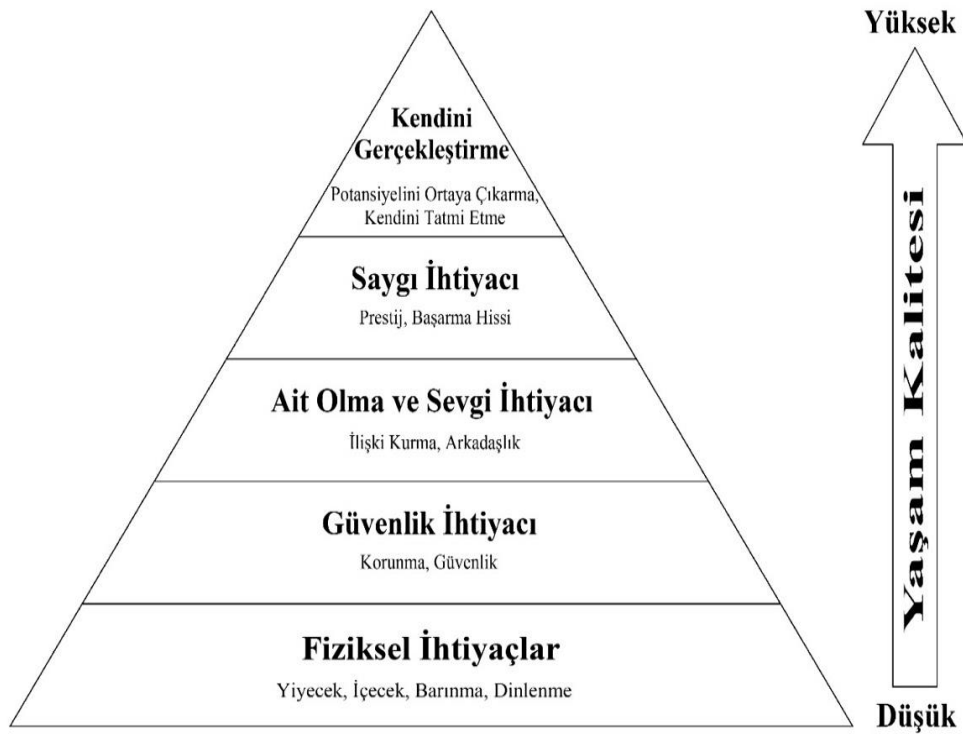 Yüksek
Kendini
Gerçekleştirme
Potansiyelini Ortaya Çıkarma,
Kendini Tatmi Etme
Saygı İhtiyacı
Prestij, Başarma Hissi
Ait Olma ve Sevgi İhtiyacı
İlişki Kurma, Arkadaşlık
Güvenlik İhtiyacı
Korunma, Güvenlik
Fiziksel İhtiyaçlar
Yiyecek, İçecek, Barınma, Dinlenme
Yaşam Kalitesi
Düşük